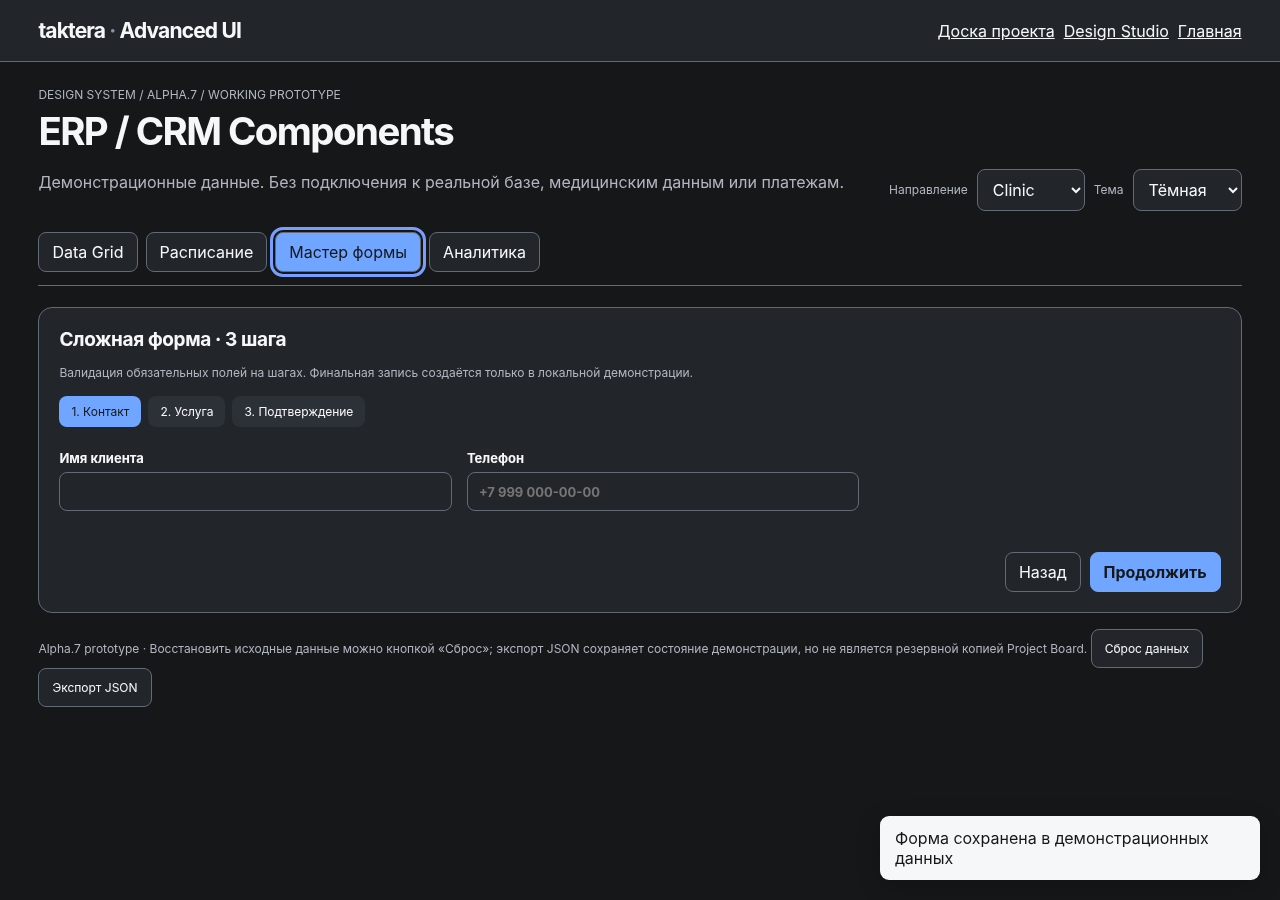 taktera · Advanced UI
Доска проекта Design Studio Главная
DESIGN SYSTEM / ALPHA.7 / WORKING PROTOTYPE
ERP / CRM Components
Демонстрационные данные. Без подключения к реальной базе, медицинским данным или платежам.
Направление Clinic Тема Тёмная
Data Grid Расписание Мастер формы Аналитика
Сложная форма · 3 шага
Валидация обязательных полей на шагах. Финальная запись создаётся только в локальной демонстрации.
1. Контакт 2. Услуга 3. Подтверждение
Имя клиента Телефон
+7 999 000-00-00
Назад Продолжить
Alpha.7 prototype · Восстановить исходные данные можно кнопкой «Сброс»; экспорт JSON сохраняет состояние демонстрации, но не является резервной копией Project Board. Сброс данных
Экспорт JSON
Форма сохранена в демонстрационных
данных